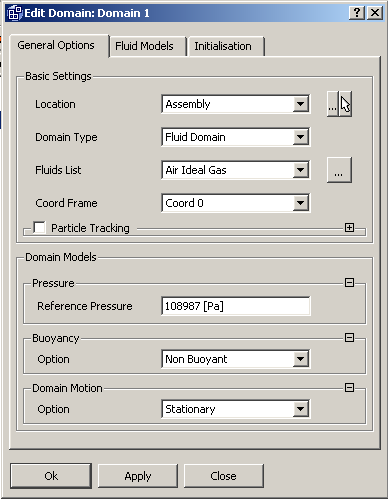 Edit Domain: Domain 1
General Options Fluid Models Initialisation
Basic Settings
Location Assembly ...
Domain Type Fluid Domain
Fluids List Air Ideal Gas ...
Coord Frame Coord 0
Particle Tracking
Domain Models
Pressure
Reference Pressure 108987 [Pa]
Buoyancy
Option Non Buoyant
Domain Motion
Option Stationary
Ok Apply Close